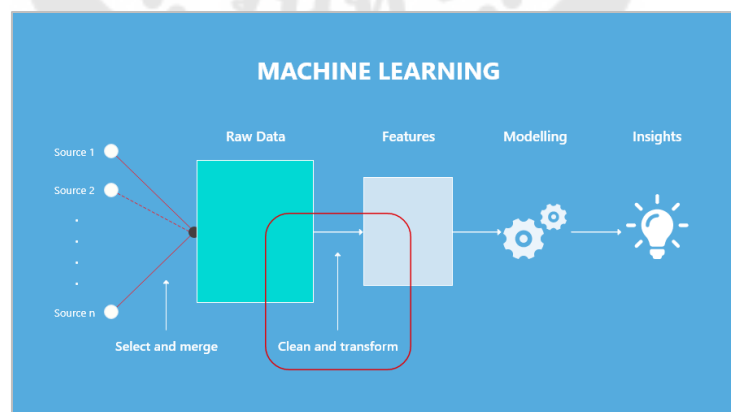 MACHINE LEARNING
Raw Data
Features
Modelling
Insights
Source 1
Source 2
Source n
Select and merge
Clean and transform